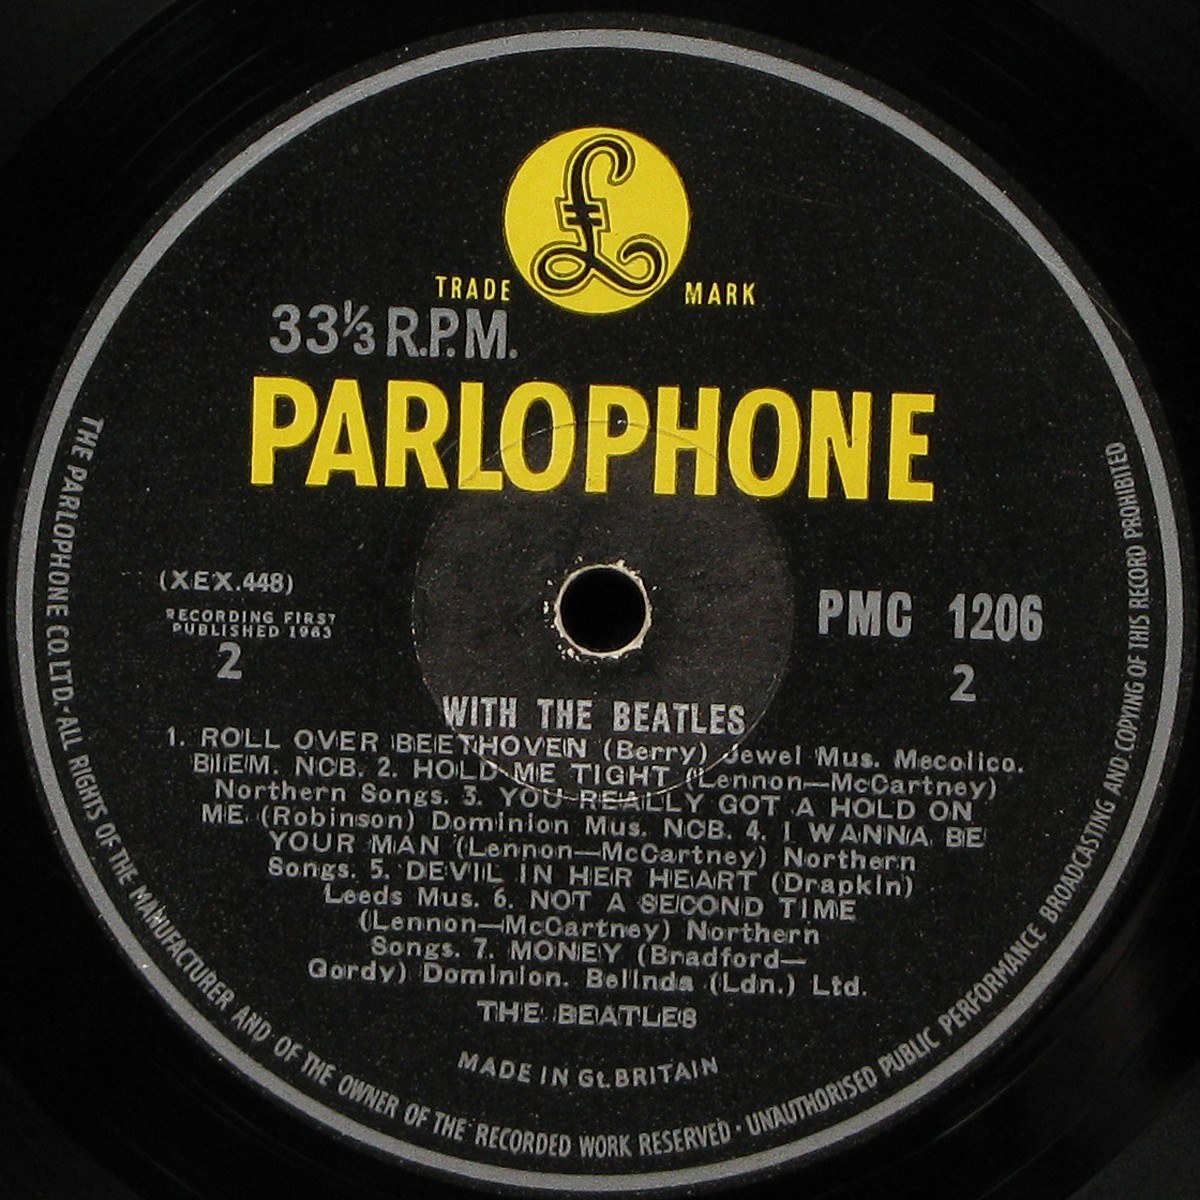 £
TRADE MARK
33⅓ R.P.M.
PARLOPHONE
(XEX.448)
RECORDING FIRST
PUBLISHED 1963
2
PMC 1206
2
WITH THE BEATLES
1. ROLL OVER BEETHOVEN (Berry) Jewel Mus. Mecolico.
BIEM. NCB. 2. HOLD ME TIGHT (Lennon—McCartney)
Northern Songs. 3. YOU REALLY GOT A HOLD ON
ME (Robinson) Dominion Mus. NCB. 4. I WANNA BE
YOUR MAN (Lennon—McCartney) Northern
Songs. 5. DEVIL IN HER HEART (Drapkin)
Leeds Mus. 6. NOT A SECOND TIME
(Lennon—McCartney) Northern
Songs. 7. MONEY (Bradford—
Gordy) Dominion. Belinda (Ldn.) Ltd.
THE BEATLES
MADE IN Gt. BRITAIN
THE PARLOPHONE CO LTD · ALL RIGHTS OF THE MANUFACTURER AND OF THE OWNER OF THE RECORDED WORK RESERVED · UNAUTHORISED PUBLIC PERFORMANCE BROADCASTING AND COPYING OF THIS RECORD PROHIBITED